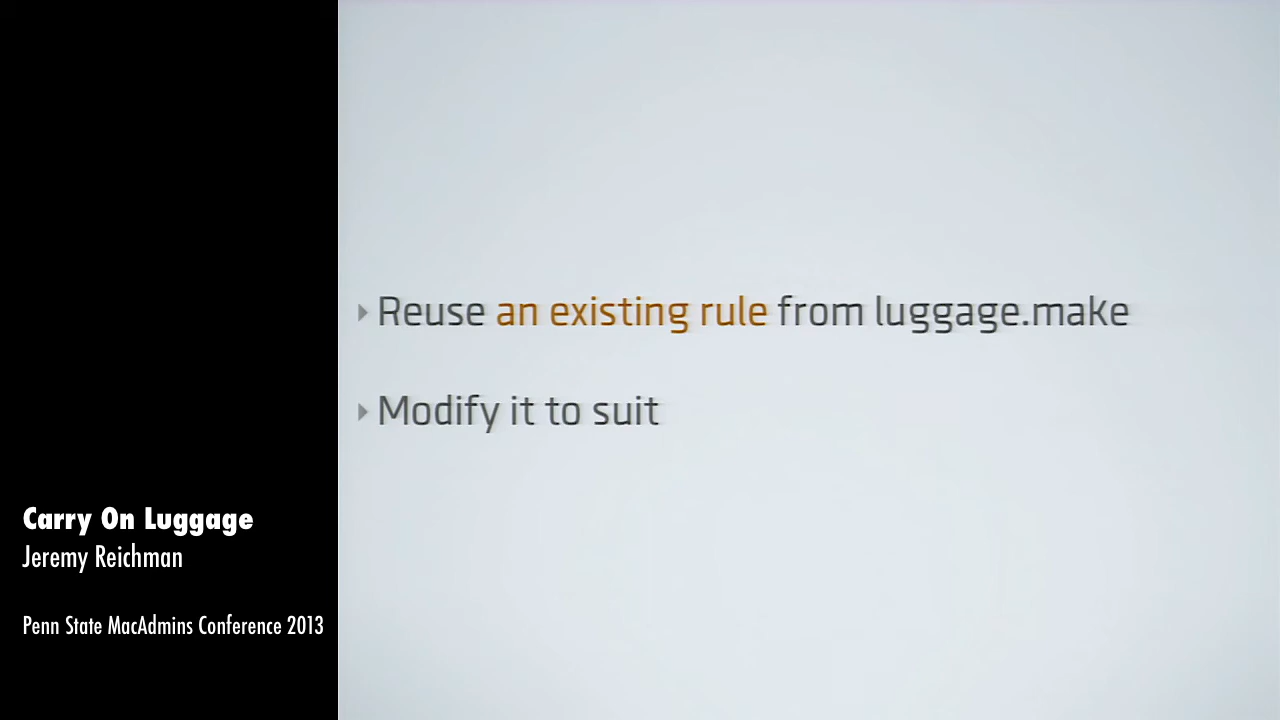 Reuse an existing rule from luggage.make
Modify it to suit
Carry On Luggage
Jeremy Reichman
Penn State MacAdmins Conference 2013